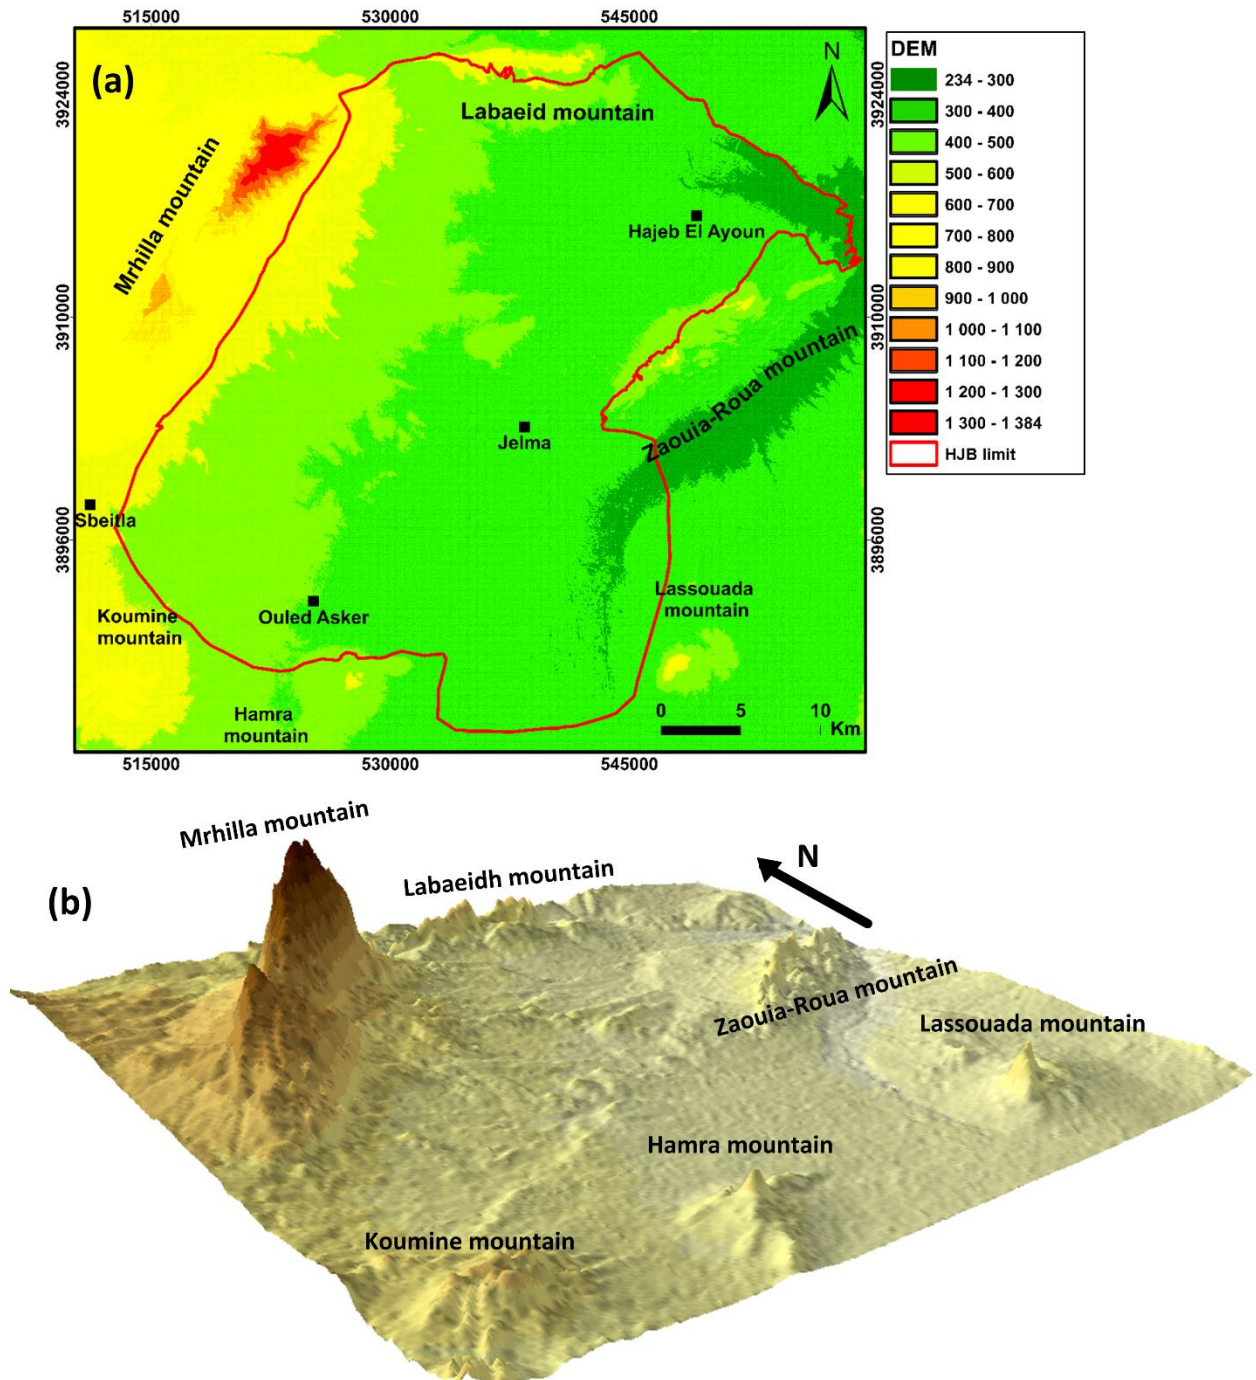 515000 530000 545000
(a)
N
3924000
3910000
3896000
Labaeid mountain
Mrhilla mountain
Hajeb El Ayoun
Zaouia-Roua mountain
Jelma
Sbeitla
Koumine
mountain
Ouled Asker
Lassouada
mountain
Hamra
mountain
0 5 10
Km
3924000
3910000
3896000
515000 530000 545000
DEM
234 - 300
300 - 400
400 - 500
500 - 600
600 - 700
700 - 800
800 - 900
900 - 1 000
1 000 - 1 100
1 100 - 1 200
1 200 - 1 300
1 300 - 1 384
HJB limit
(b)
Mrhilla mountain
Labaeidh mountain
N
Zaouia-Roua mountain
Lassouada mountain
Hamra mountain
Koumine mountain